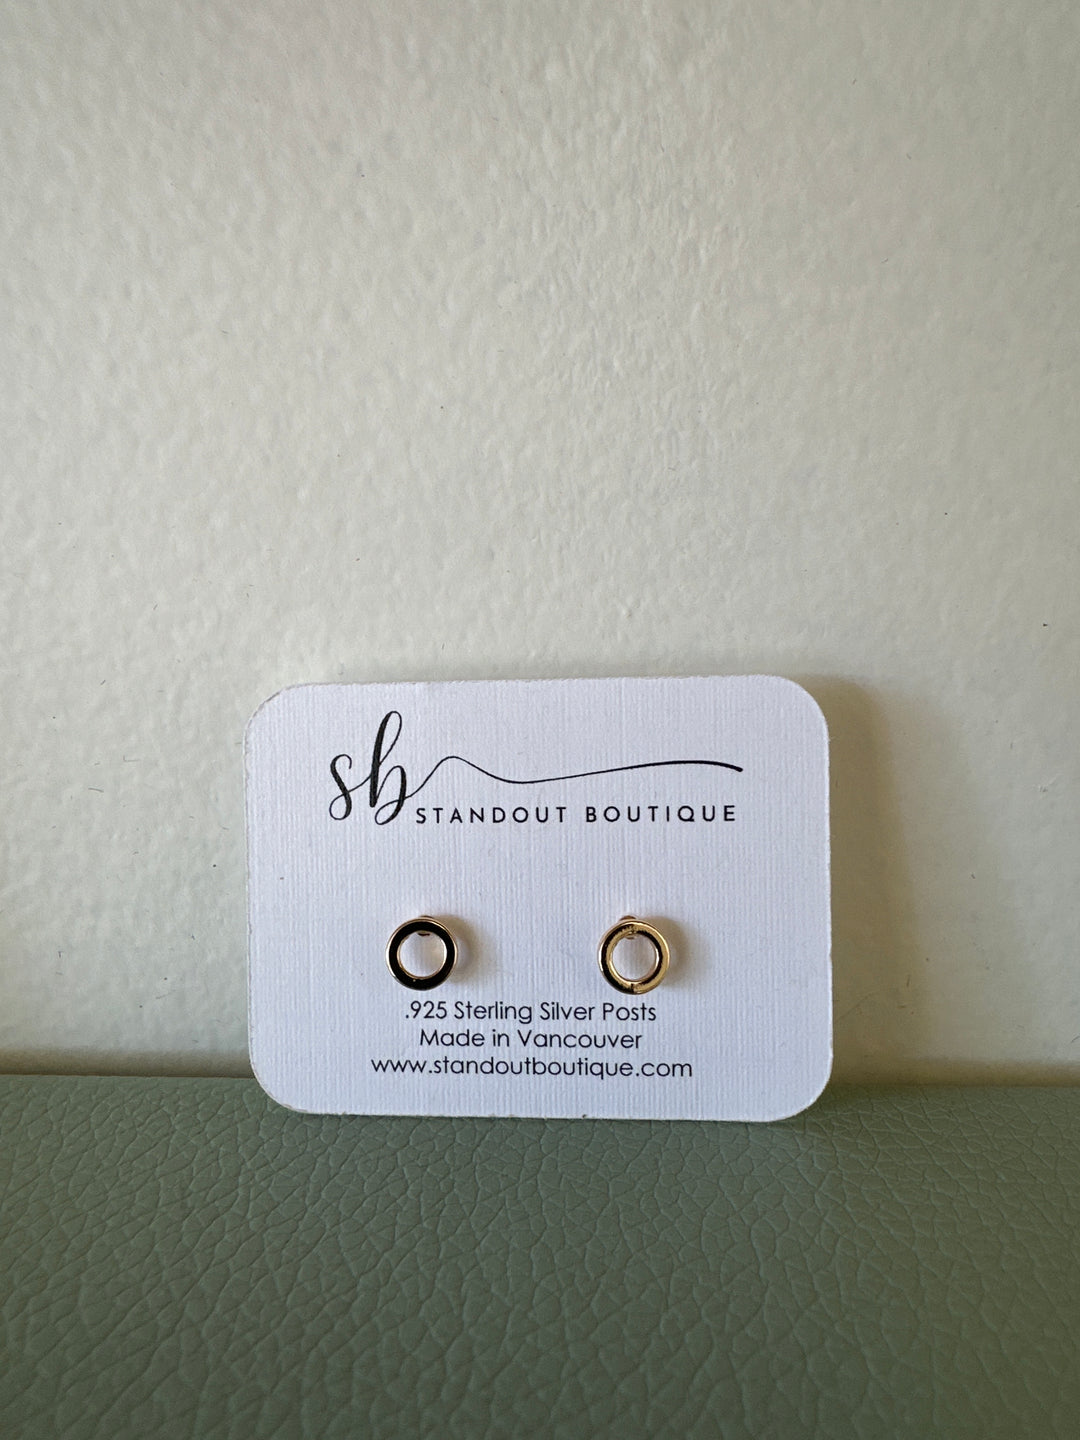 sb
STANDOUT BOUTIQUE
.925 Sterling Silver Posts
Made in Vancouver
www.standoutboutique.com